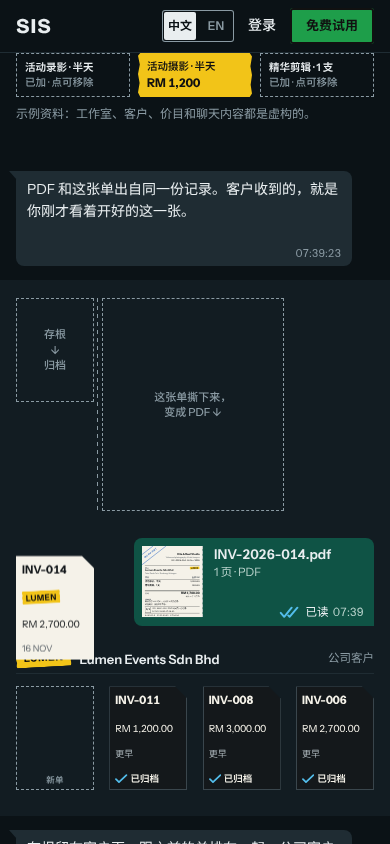 SIS
中文
EN
登录
免费试用
活动录影·半天
已加·点可移除
活动摄影·半天
RM 1,200
精华剪辑·1支
已加·点可移除
示例资料：工作室、客户、价目和聊天内容都是虚构的。
PDF 和这张单出自同一份记录。客户收到的，就是
你刚才看着开好的这一张。
07:39:23
存根
↓
归档
这张单撕下来，
变成 PDF ↓
INV-014
LUMEN
RM 2,700.00
16 NOV
INV-2026-014.pdf
1页·PDF
已读 07:39
Lumen Events Sdn Bhd
公司客户
新单
INV-011
RM 1,200.00
更早
已归档
INV-008
RM 3,000.00
更早
已归档
INV-006
RM 2,700.00
更早
已归档